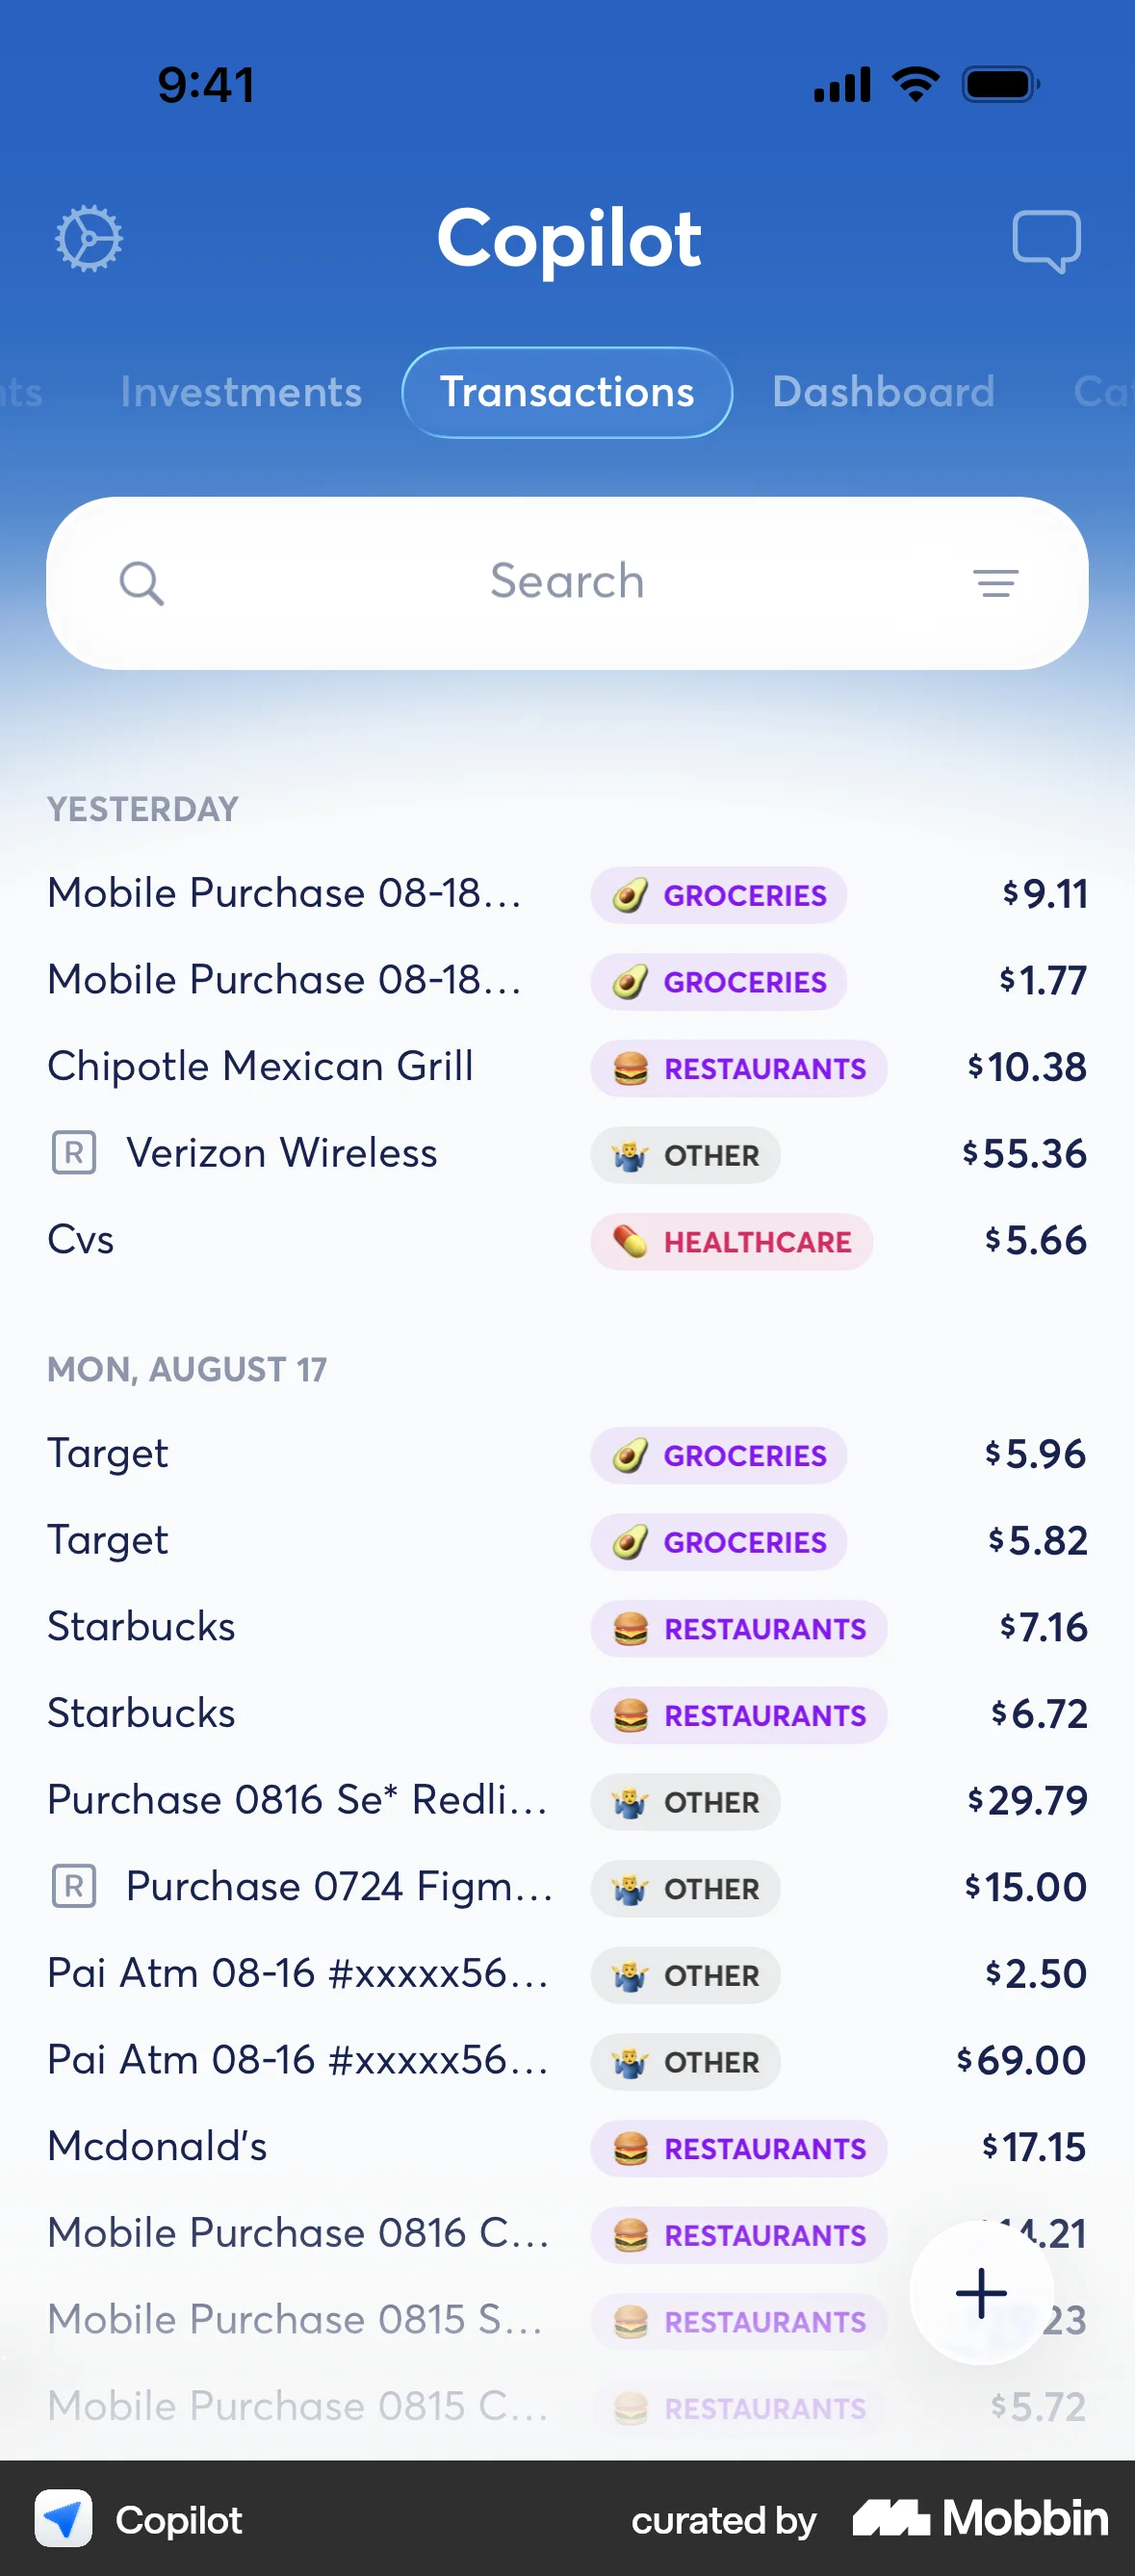 9:41
Copilot
nts Investments Transactions Dashboard Cat
Search
YESTERDAY
Mobile Purchase 08-18... GROCERIES $9.11
Mobile Purchase 08-18... GROCERIES $1.77
Chipotle Mexican Grill RESTAURANTS $10.38
R Verizon Wireless OTHER $55.36
Cvs HEALTHCARE $5.66
MON, AUGUST 17
Target GROCERIES $5.96
Target GROCERIES $5.82
Starbucks RESTAURANTS $7.16
Starbucks RESTAURANTS $6.72
Purchase 0816 Se* Redli... OTHER $29.79
R Purchase 0724 Figm... OTHER $15.00
Pai Atm 08-16 #xxxxx56... OTHER $2.50
Pai Atm 08-16 #xxxxx56... OTHER $69.00
Mcdonald's RESTAURANTS $17.15
Mobile Purchase 0816 C... RESTAURANTS 14.21
Mobile Purchase 0815 S... RESTAURANTS 23
Mobile Purchase 0815 C... RESTAURANTS $5.72
Copilot curated by Mobbin